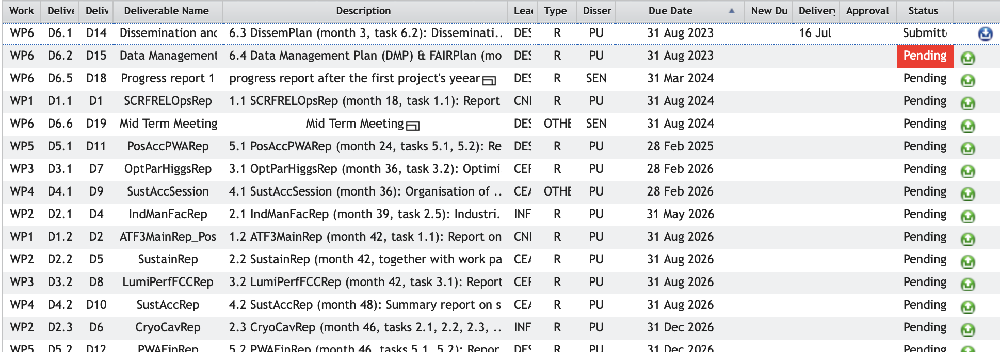 Work Delive Deliv Deliverable Name Description Lead Type Disser Due Date New Du Delivery Approval Status
WP6 D6.1 D14 Dissemination and 6.3 DissemPlan (month 3, task 6.2): Disseminati.. DES R PU 31 Aug 2023 16 Jul Submitte
WP6 D6.2 D15 Data Management 6.4 Data Management Plan (DMP) & FAIRPlan (mo DES R PU 31 Aug 2023 Pending
WP6 D6.5 D18 Progress report 1 progress report after the first project's yeear DES R SEN 31 Mar 2024 Pending
WP1 D1.1 D1 SCRFRELOpsRep 1.1 SCRFRELOpsRep (month 18, task 1.1): Report CNI R PU 31 Aug 2024 Pending
WP6 D6.6 D19 Mid Term Meeting Mid Term Meeting DES OTHE SEN 31 Aug 2024 Pending
WP5 D5.1 D11 PosAccPWARep 5.1 PosAccPWARep (month 24, tasks 5.1, 5.2): Re DES R PU 28 Feb 2025 Pending
WP3 D3.1 D7 OptParHiggsRep 3.1 OptParHiggsRep (month 36, task 3.2): Optimi CER R PU 28 Feb 2026 Pending
WP4 D4.1 D9 SustAccSession 4.1 SustAccSession (month 36): Organisation of .. CEA OTHE PU 28 Feb 2026 Pending
WP2 D2.1 D4 IndManFacRep 2.1 IndManFacRep (month 39, task 2.5): Industri. INF R PU 31 May 2026 Pending
WP1 D1.2 D2 ATF3MainRep_Pos 1.2 ATF3MainRep (month 42, task 1.1): Report on CNI R PU 31 Aug 2026 Pending
WP2 D2.2 D5 SustainRep 2.2 SustainRep (month 42, together with work pa CEA R PU 31 Aug 2026 Pending
WP3 D3.2 D8 LumiPerfFCCRep 3.2 LumiPerfFCCRep (month 42, task 3.1): Report CER R PU 31 Aug 2026 Pending
WP4 D4.2 D10 SustAccRep 4.2 SustAccRep (month 48): Summary report on s CEA R PU 31 Aug 2026 Pending
WP2 D2.3 D6 CryoCavRep 2.3 CryoCavRep (month 46, tasks 2.1, 2.2, 2.3, .. INF R PU 31 Dec 2026 Pending
WP5 D5.2 D12 PWAFinRep 5.2 PWAFinRep (month 46, tasks 5.1, 5.2): Repor. DES R PU 31 Dec 2026 Pending